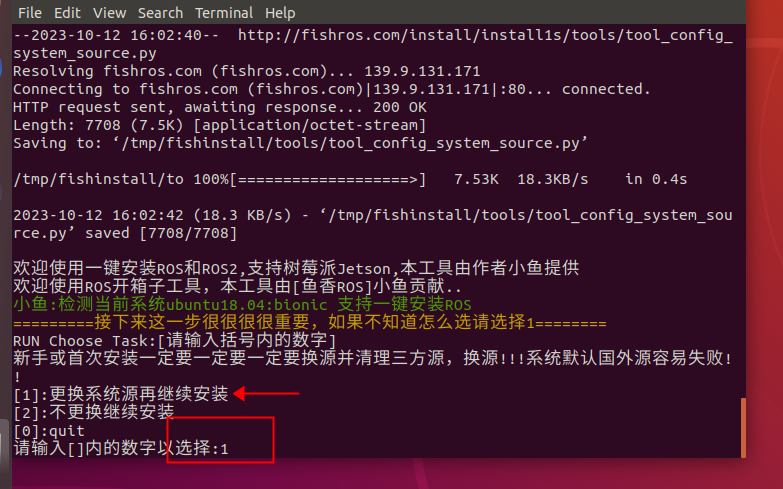 File Edit View Search Terminal Help
--2023-10-12 16:02:40--  http://fishros.com/install/install1s/tools/tool_config_
system_source.py
Resolving fishros.com (fishros.com)... 139.9.131.171
Connecting to fishros.com (fishros.com)|139.9.131.171|:80... connected.
HTTP request sent, awaiting response... 200 OK
Length: 7708 (7.5K) [application/octet-stream]
Saving to: ‘/tmp/fishinstall/tools/tool_config_system_source.py’
/tmp/fishinstall/to 100%[===================>]   7.53K  18.3KB/s    in 0.4s
2023-10-12 16:02:42 (18.3 KB/s) - ‘/tmp/fishinstall/tools/tool_config_system_sou
rce.py’ saved [7708/7708]
欢迎使用一键安装ROS和ROS2,支持树莓派Jetson,本工具由作者小鱼提供
欢迎使用ROS开箱子工具，本工具由[鱼香ROS]小鱼贡献..
小鱼:检测当前系统ubuntu18.04:bionic 支持一键安装ROS
=========接下来这一步很很很很重要，如果不知道怎么选请选择1========
RUN Choose Task:[请输入括号内的数字]
新手或首次安装一定要一定要一定要换源并清理三方源，换源!!!系统默认国外源容易失败!
!
[1]:更换系统源再继续安装
[2]:不更换继续安装
[0]:quit
请输入[]内的数字以选择:1